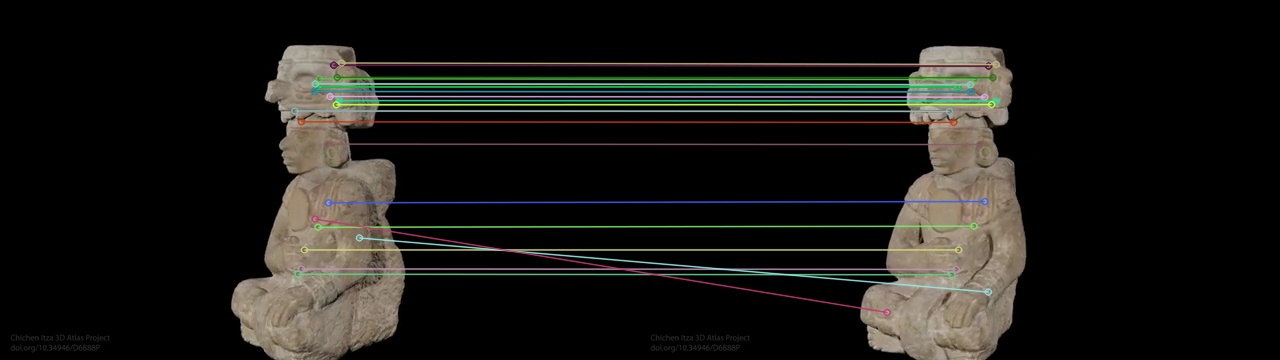 Chichen Itza 3D Atlas Project
doi.org/10.34946/D6B88P
Chichen Itza 3D Atlas Project
doi.org/10.34946/D6B88P